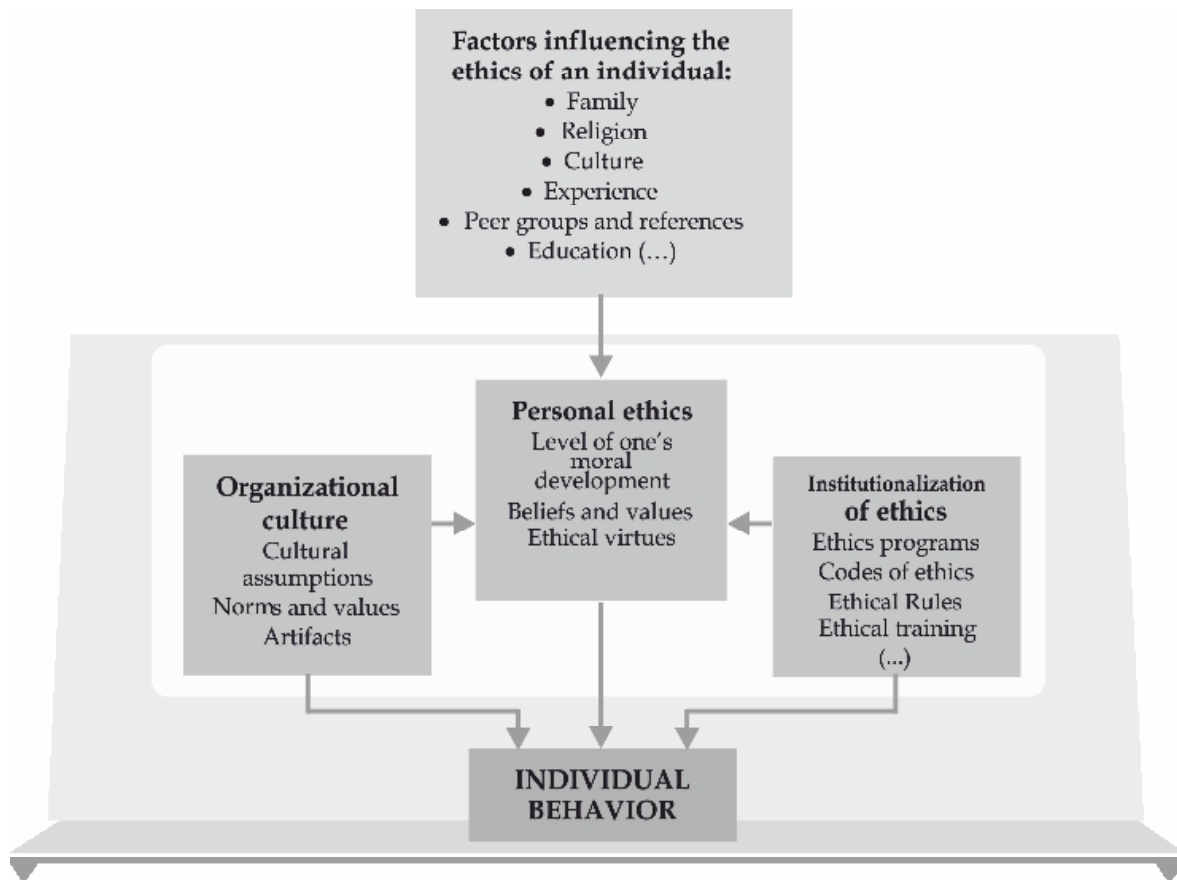 Factors influencing the
ethics of an individual:
• Family
• Religion
• Culture
• Experience
• Peer groups and references
• Education (…)
Personal ethics
Level of one's
moral
development
Beliefs and values
Ethical virtues
Organizational
culture
Cultural
assumptions
Norms and values
Artifacts
Institutionalization
of ethics
Ethics programs
Codes of ethics
Ethical Rules
Ethical training
(...)
INDIVIDUAL
BEHAVIOR